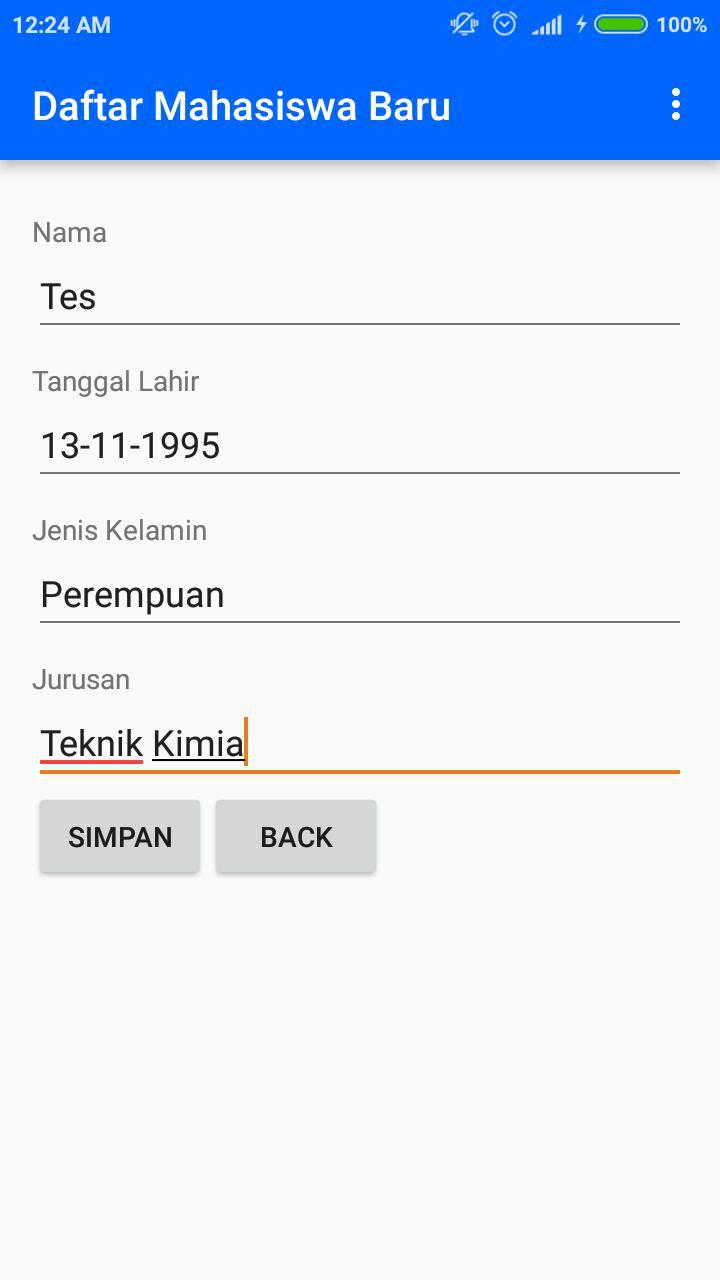 12:24 AM 100%
Daftar Mahasiswa Baru
Nama
Tes
Tanggal Lahir
13-11-1995
Jenis Kelamin
Perempuan
Jurusan
Teknik Kimia
SIMPAN BACK